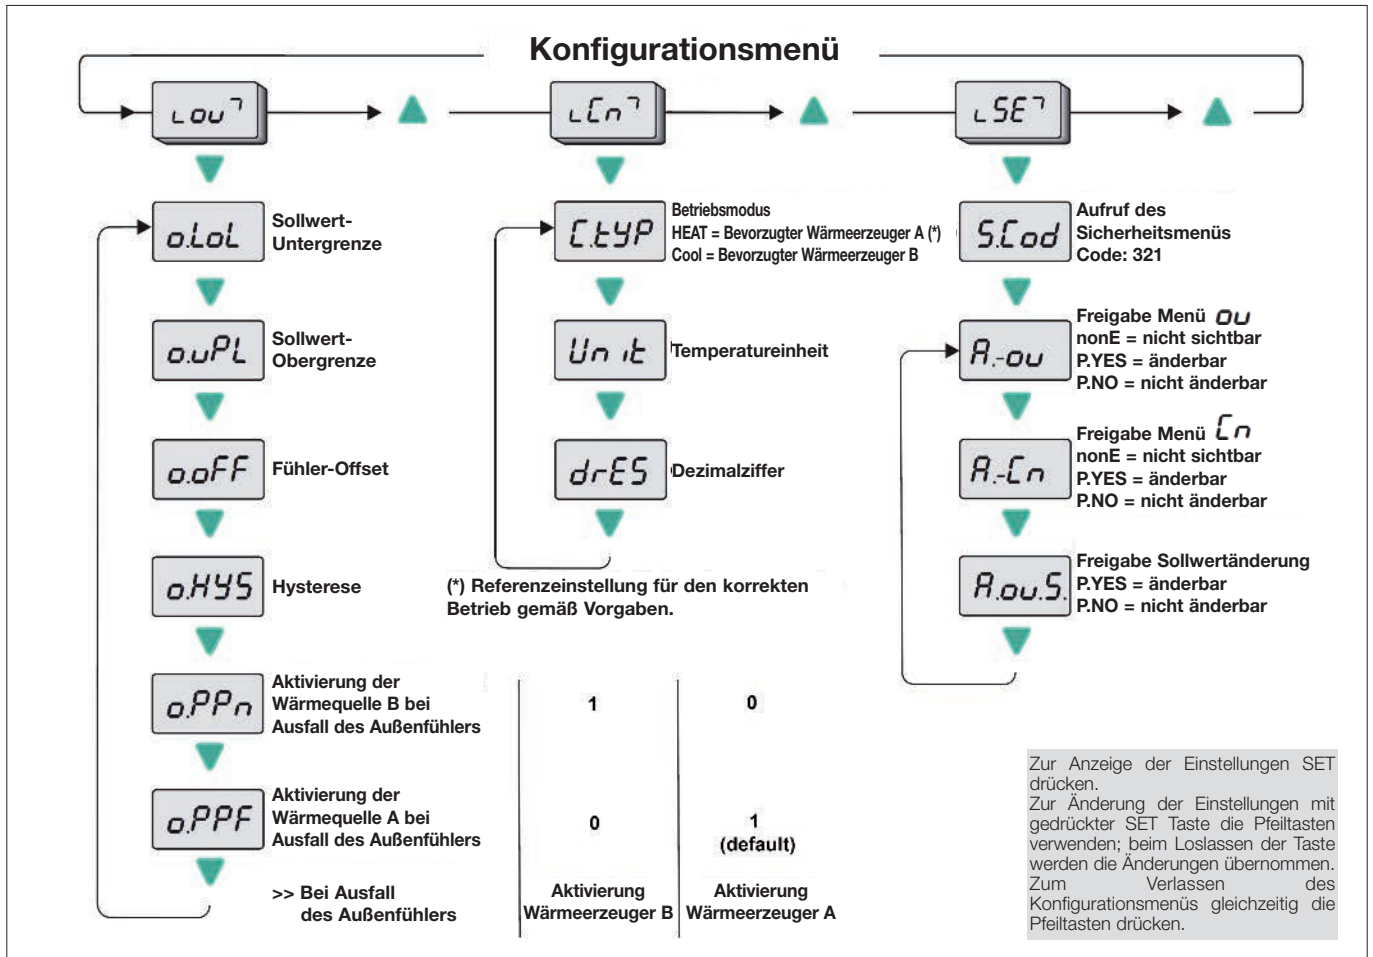 Konfigurationsmenü
ou
Cn
SE
o.LoL
Sollwert-
Untergrenze
o.uPL
Sollwert-
Obergrenze
o.oFF
Fühler-Offset
o.HYS
Hysterese
o.PPn
Aktivierung der
Wärmequelle B bei
Ausfall des Außenfühlers
1
0
o.PPF
Aktivierung der
Wärmequelle A bei
Ausfall des Außenfühlers
0
1
(default)
>> Bei Ausfall
des Außenfühlers
Aktivierung
Wärmeerzeuger B
Aktivierung
Wärmeerzeuger A
C.tYP
Betriebsmodus
HEAT = Bevorzugter Wärmeerzeuger A (*)
Cool = Bevorzugter Wärmeerzeuger B
Unit
Temperatureinheit
drES
Dezimalziffer
(*) Referenzeinstellung für den korrekten
Betrieb gemäß Vorgaben.
S.Cod
Aufruf des
Sicherheitsmenüs
Code: 321
A.-ou
Freigabe Menü ou
nonE = nicht sichtbar
P.YES = änderbar
P.NO = nicht änderbar
A.-Cn
Freigabe Menü Cn
nonE = nicht sichtbar
P.YES = änderbar
P.NO = nicht änderbar
A.ou.S.
Freigabe Sollwertänderung
P.YES = änderbar
P.NO = nicht änderbar
Zur Anzeige der Einstellungen SET
drücken.
Zur Änderung der Einstellungen mit
gedrückter SET Taste die Pfeiltasten
verwenden; beim Loslassen der Taste
werden die Änderungen übernommen.
Zum Verlassen des
Konfigurationsmenüs gleichzeitig die
Pfeiltasten drücken.